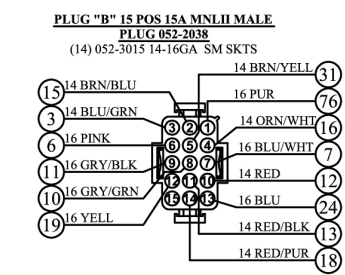 PLUG "B" 15 POS 15A MNLII MALE
PLUG 052-2038
(14) 052-3015 14-16GA SM SKTS
14 BRN/YELL 31
15 14 BRN/BLU
16 PUR 76
3 14 BLU/GRN
14 ORN/WHT 16
6 16 PINK
16 BLU/WHT 7
11 16 GRY/BLK
14 RED 12
10 16 GRY/GRN
16 BLU 24
19 16 YELL
14 RED/BLK 13
14 RED/PUR 18
3 2 1
6 5 4
9 8 7
12 11 10
15 14 13